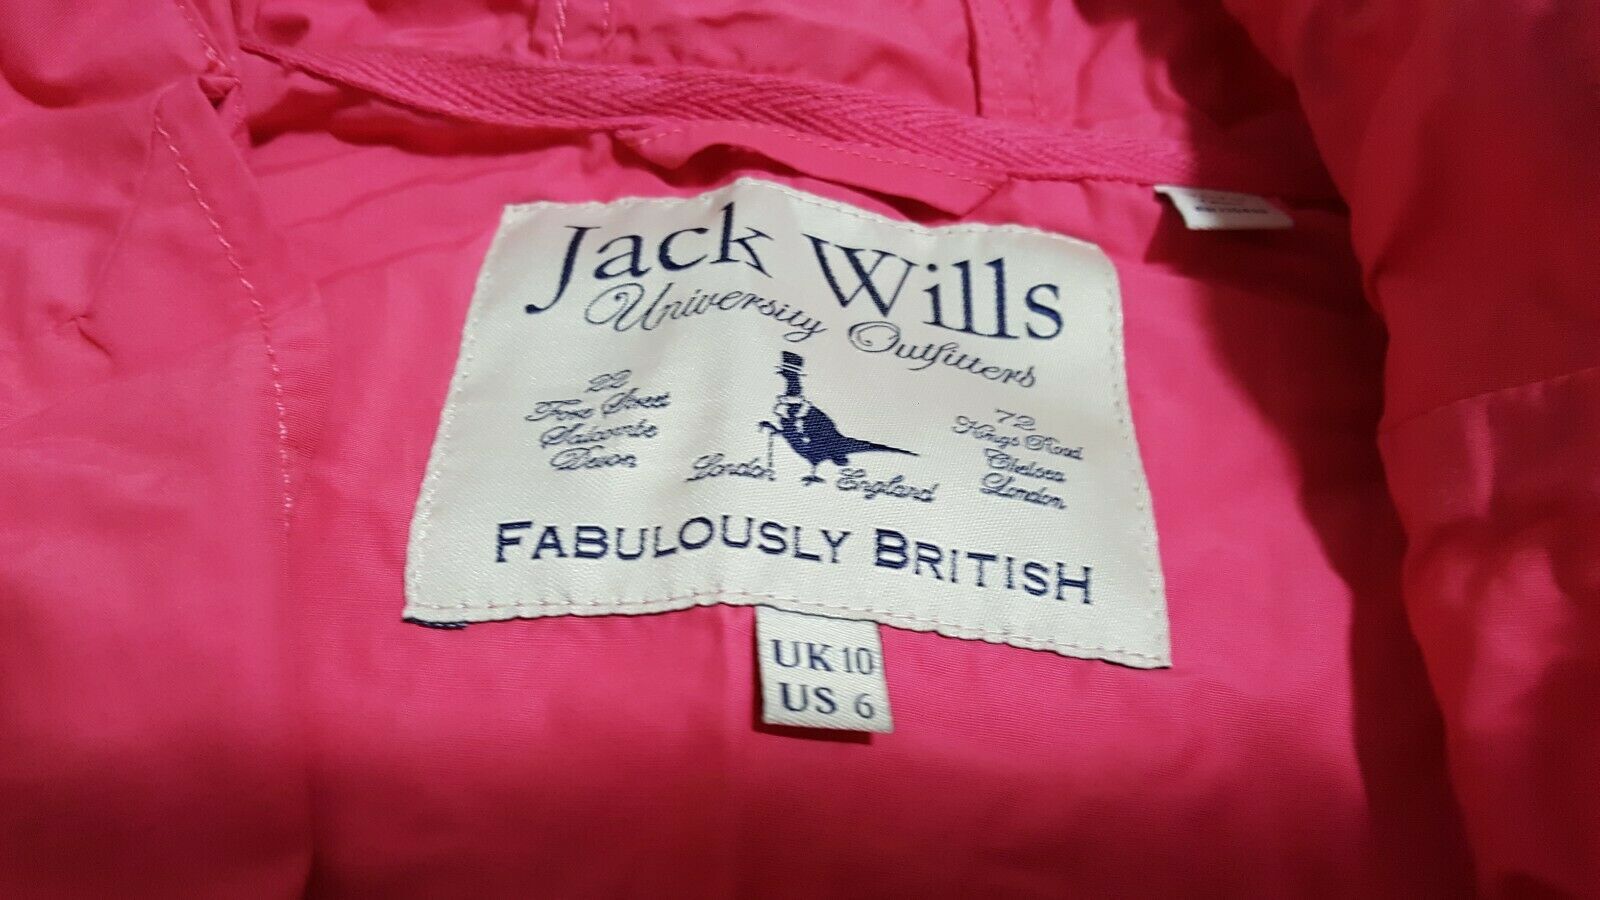 Jack Wills
University Outfitters
22
Fore Street
Salcombe
Devon
London England
72
Kings Road
Chelsea
London
FABULOUSLY BRITISH
UK 10
US 6